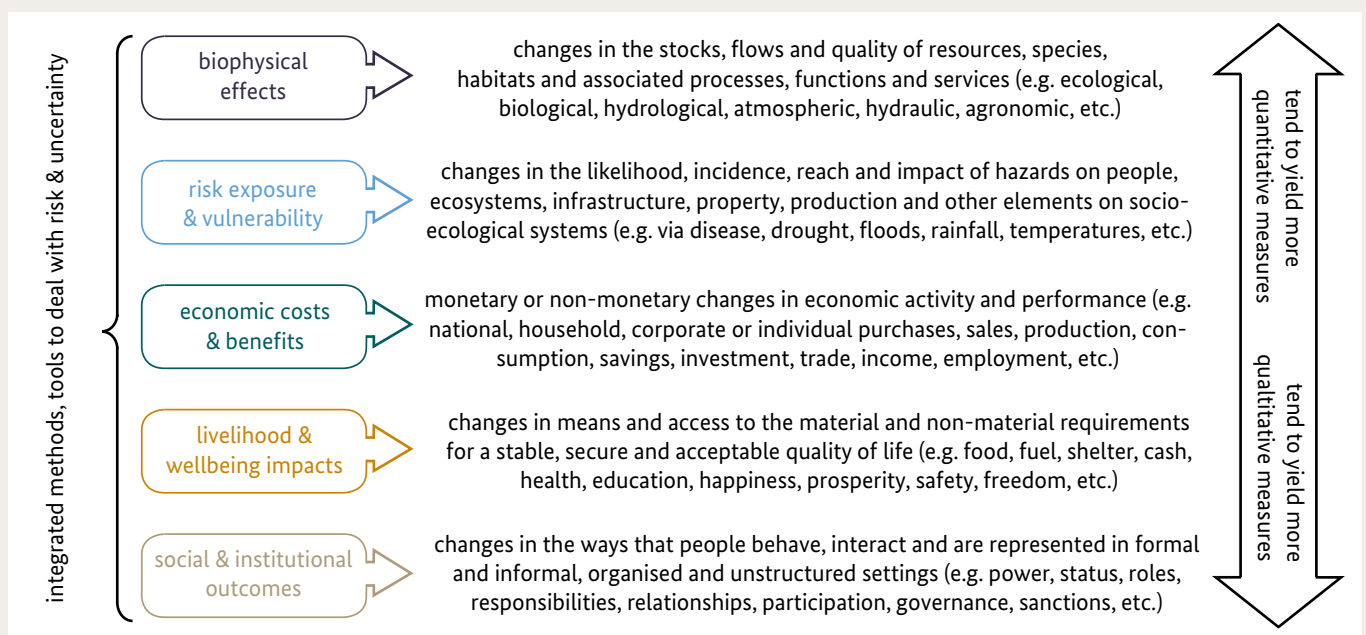 integrated methods, tools to deal with risk & uncertainty
biophysical
effects
changes in the stocks, flows and quality of resources, species,
habitats and associated processes, functions and services (e.g. ecological,
biological, hydrological, atmospheric, hydraulic, agronomic, etc.)
risk exposure
& vulnerability
changes in the likelihood, incidence, reach and impact of hazards on people,
ecosystems, infrastructure, property, production and other elements on socio-
ecological systems (e.g. via disease, drought, floods, rainfall, temperatures, etc.)
economic costs
& benefits
monetary or non-monetary changes in economic activity and performance (e.g.
national, household, corporate or individual purchases, sales, production, con-
sumption, savings, investment, trade, income, employment, etc.)
livelihood &
wellbeing impacts
changes in means and access to the material and non-material requirements
for a stable, secure and acceptable quality of life (e.g. food, fuel, shelter, cash,
health, education, happiness, prosperity, safety, freedom, etc.)
social & institutional
outcomes
changes in the ways that people behave, interact and are represented in formal
and informal, organised and unstructured settings (e.g. power, status, roles,
responsibilities, relationships, participation, governance, sanctions, etc.)
tend to yield more
quantitative measures
tend to yield more
qualtitative measures